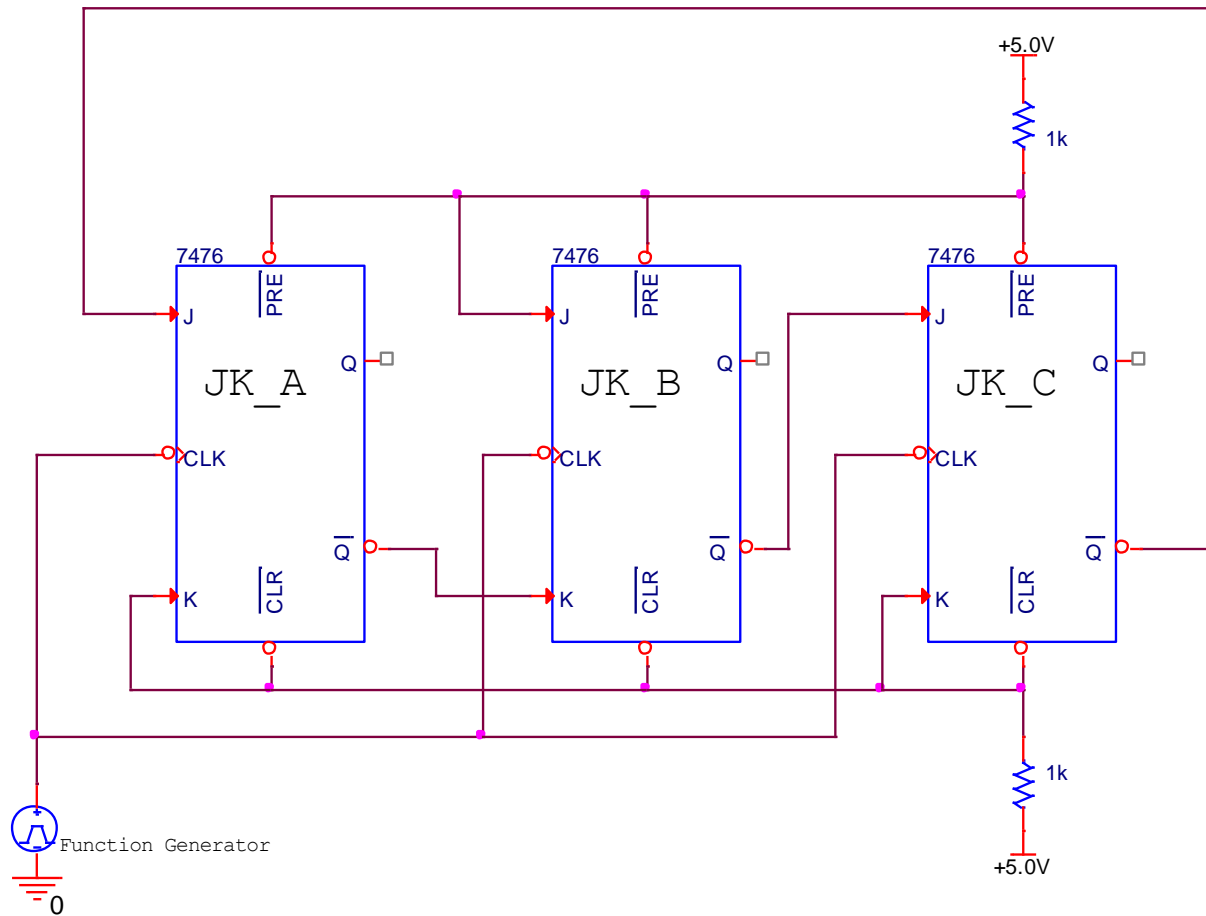 +5.0V
1k
7476
7476
7476
PRE
PRE
PRE
J
J
J
Q
Q
Q
JK_A
JK_B
JK_C
CLK
CLK
CLK
Q
Q
Q
K
K
K
CLR
CLR
CLR
1k
Function Generator
+5.0V
0